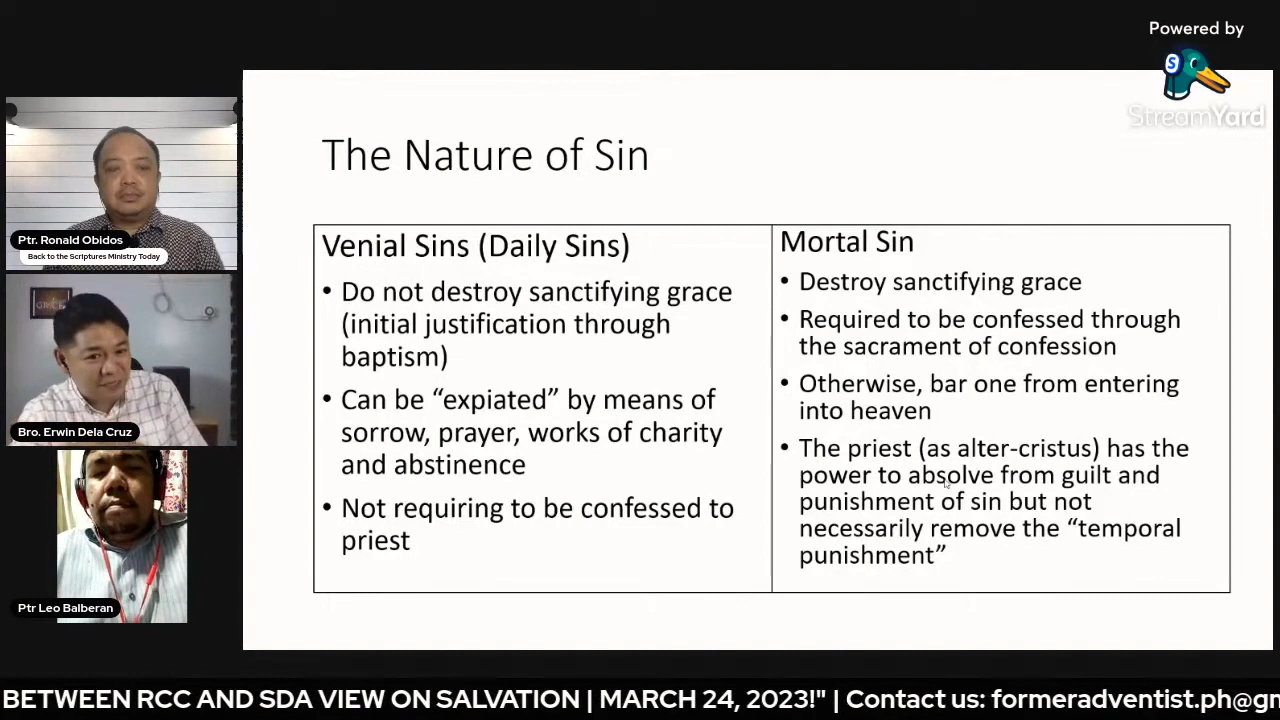 Powered by
StreamYard
S
Ptr. Ronald Obidos
Back to the Scriptures Ministry Today
Bro. Erwin Dela Cruz
Ptr Leo Balberan
The Nature of Sin
Venial Sins (Daily Sins)
• Do not destroy sanctifying grace
(initial justification through
baptism)
• Can be “expiated” by means of
sorrow, prayer, works of charity
and abstinence
• Not requiring to be confessed to
priest
Mortal Sin
• Destroy sanctifying grace
• Required to be confessed through
the sacrament of confession
• Otherwise, bar one from entering
into heaven
• The priest (as alter-cristus) has the
power to absolve from guilt and
punishment of sin but not
necessarily remove the “temporal
punishment”
BETWEEN RCC AND SDA VIEW ON SALVATION | MARCH 24, 2023!" | Contact us: formeradventist.ph@g